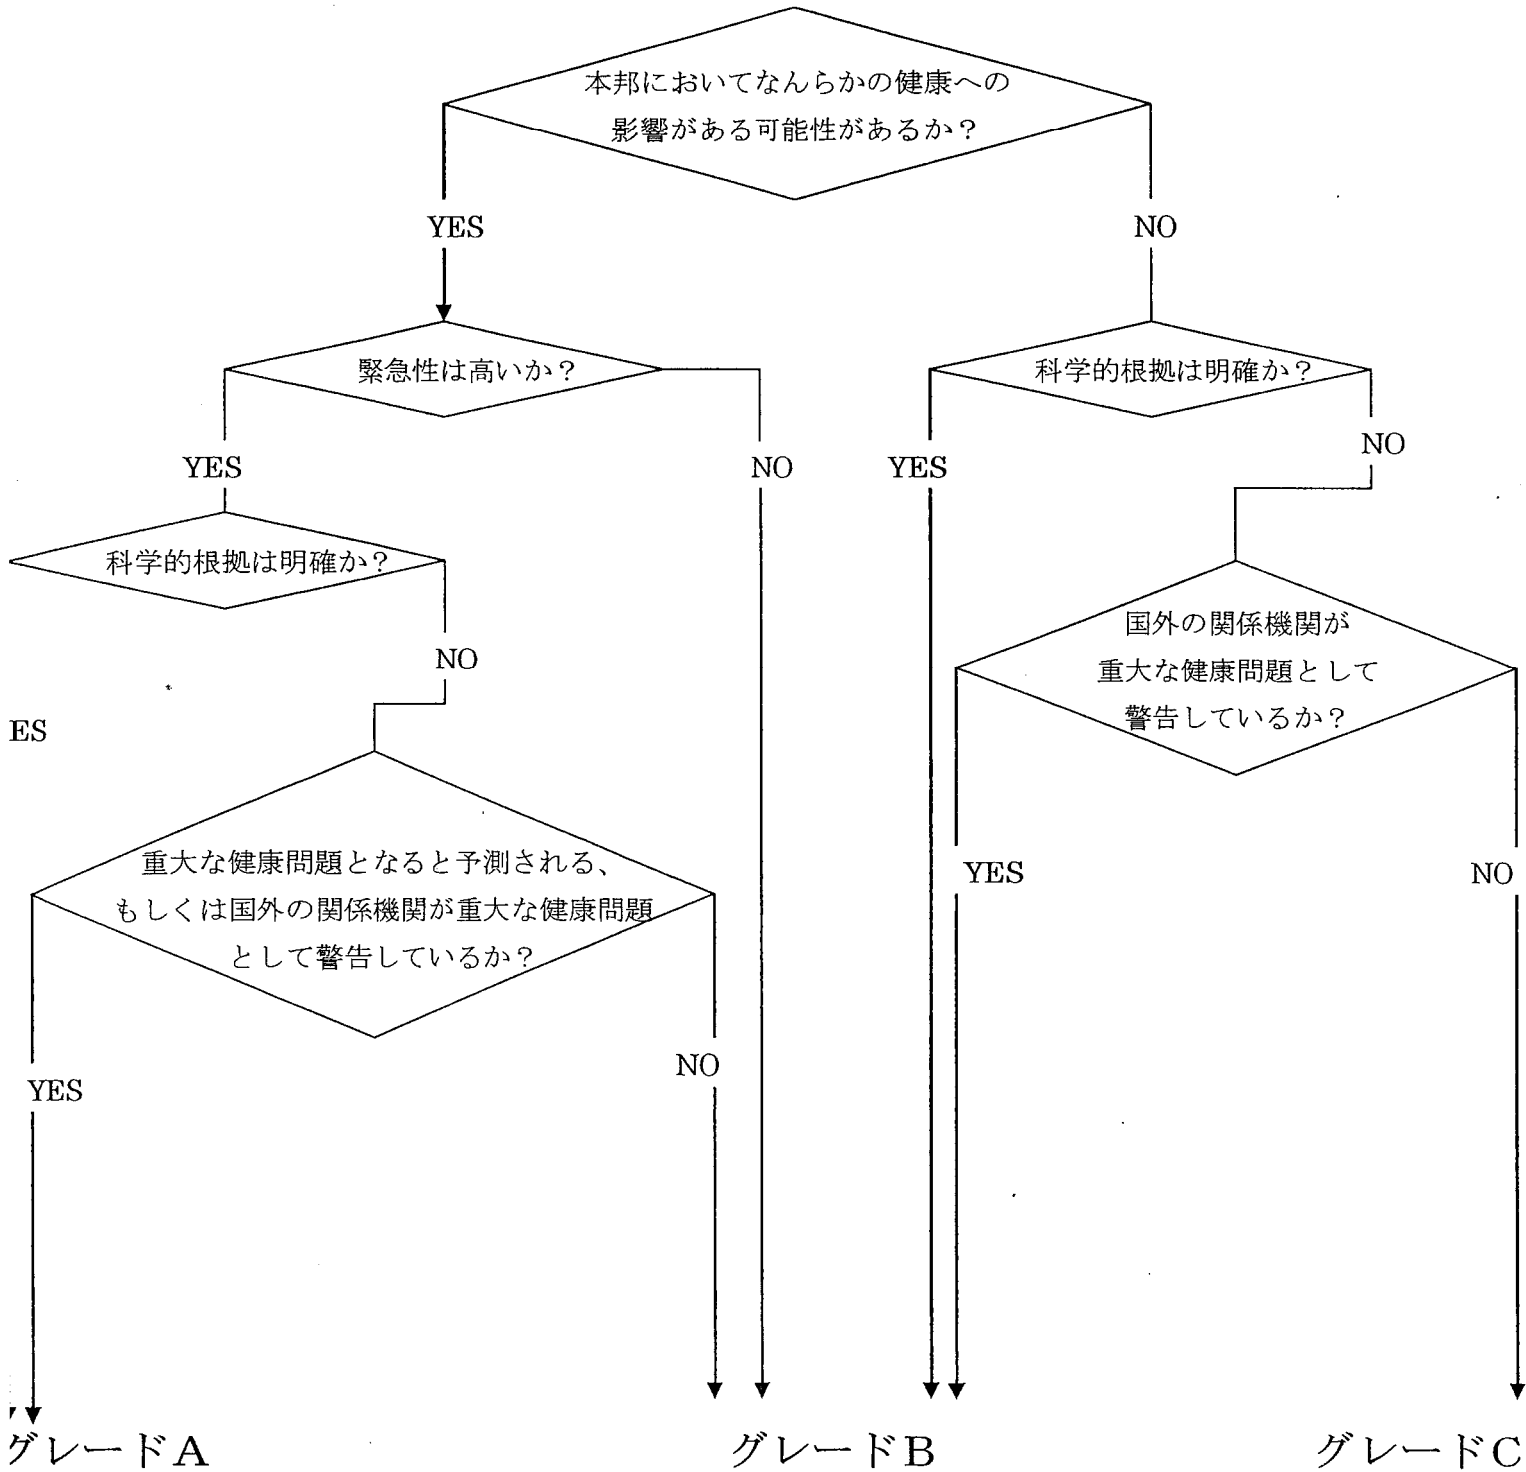 本邦においてなんらかの健康への
影響がある可能性があるか？
YES
NO
緊急性は高いか？
科学的根拠は明確か？
YES
NO
YES
NO
科学的根拠は明確か？
NO
ES
国外の関係機関が
重大な健康問題として
警告しているか？
重大な健康問題となると予測される、
もしくは国外の関係機関が重大な健康問題
として警告しているか？
YES
NO
YES
NO
グレードA
グレードB
グレードC